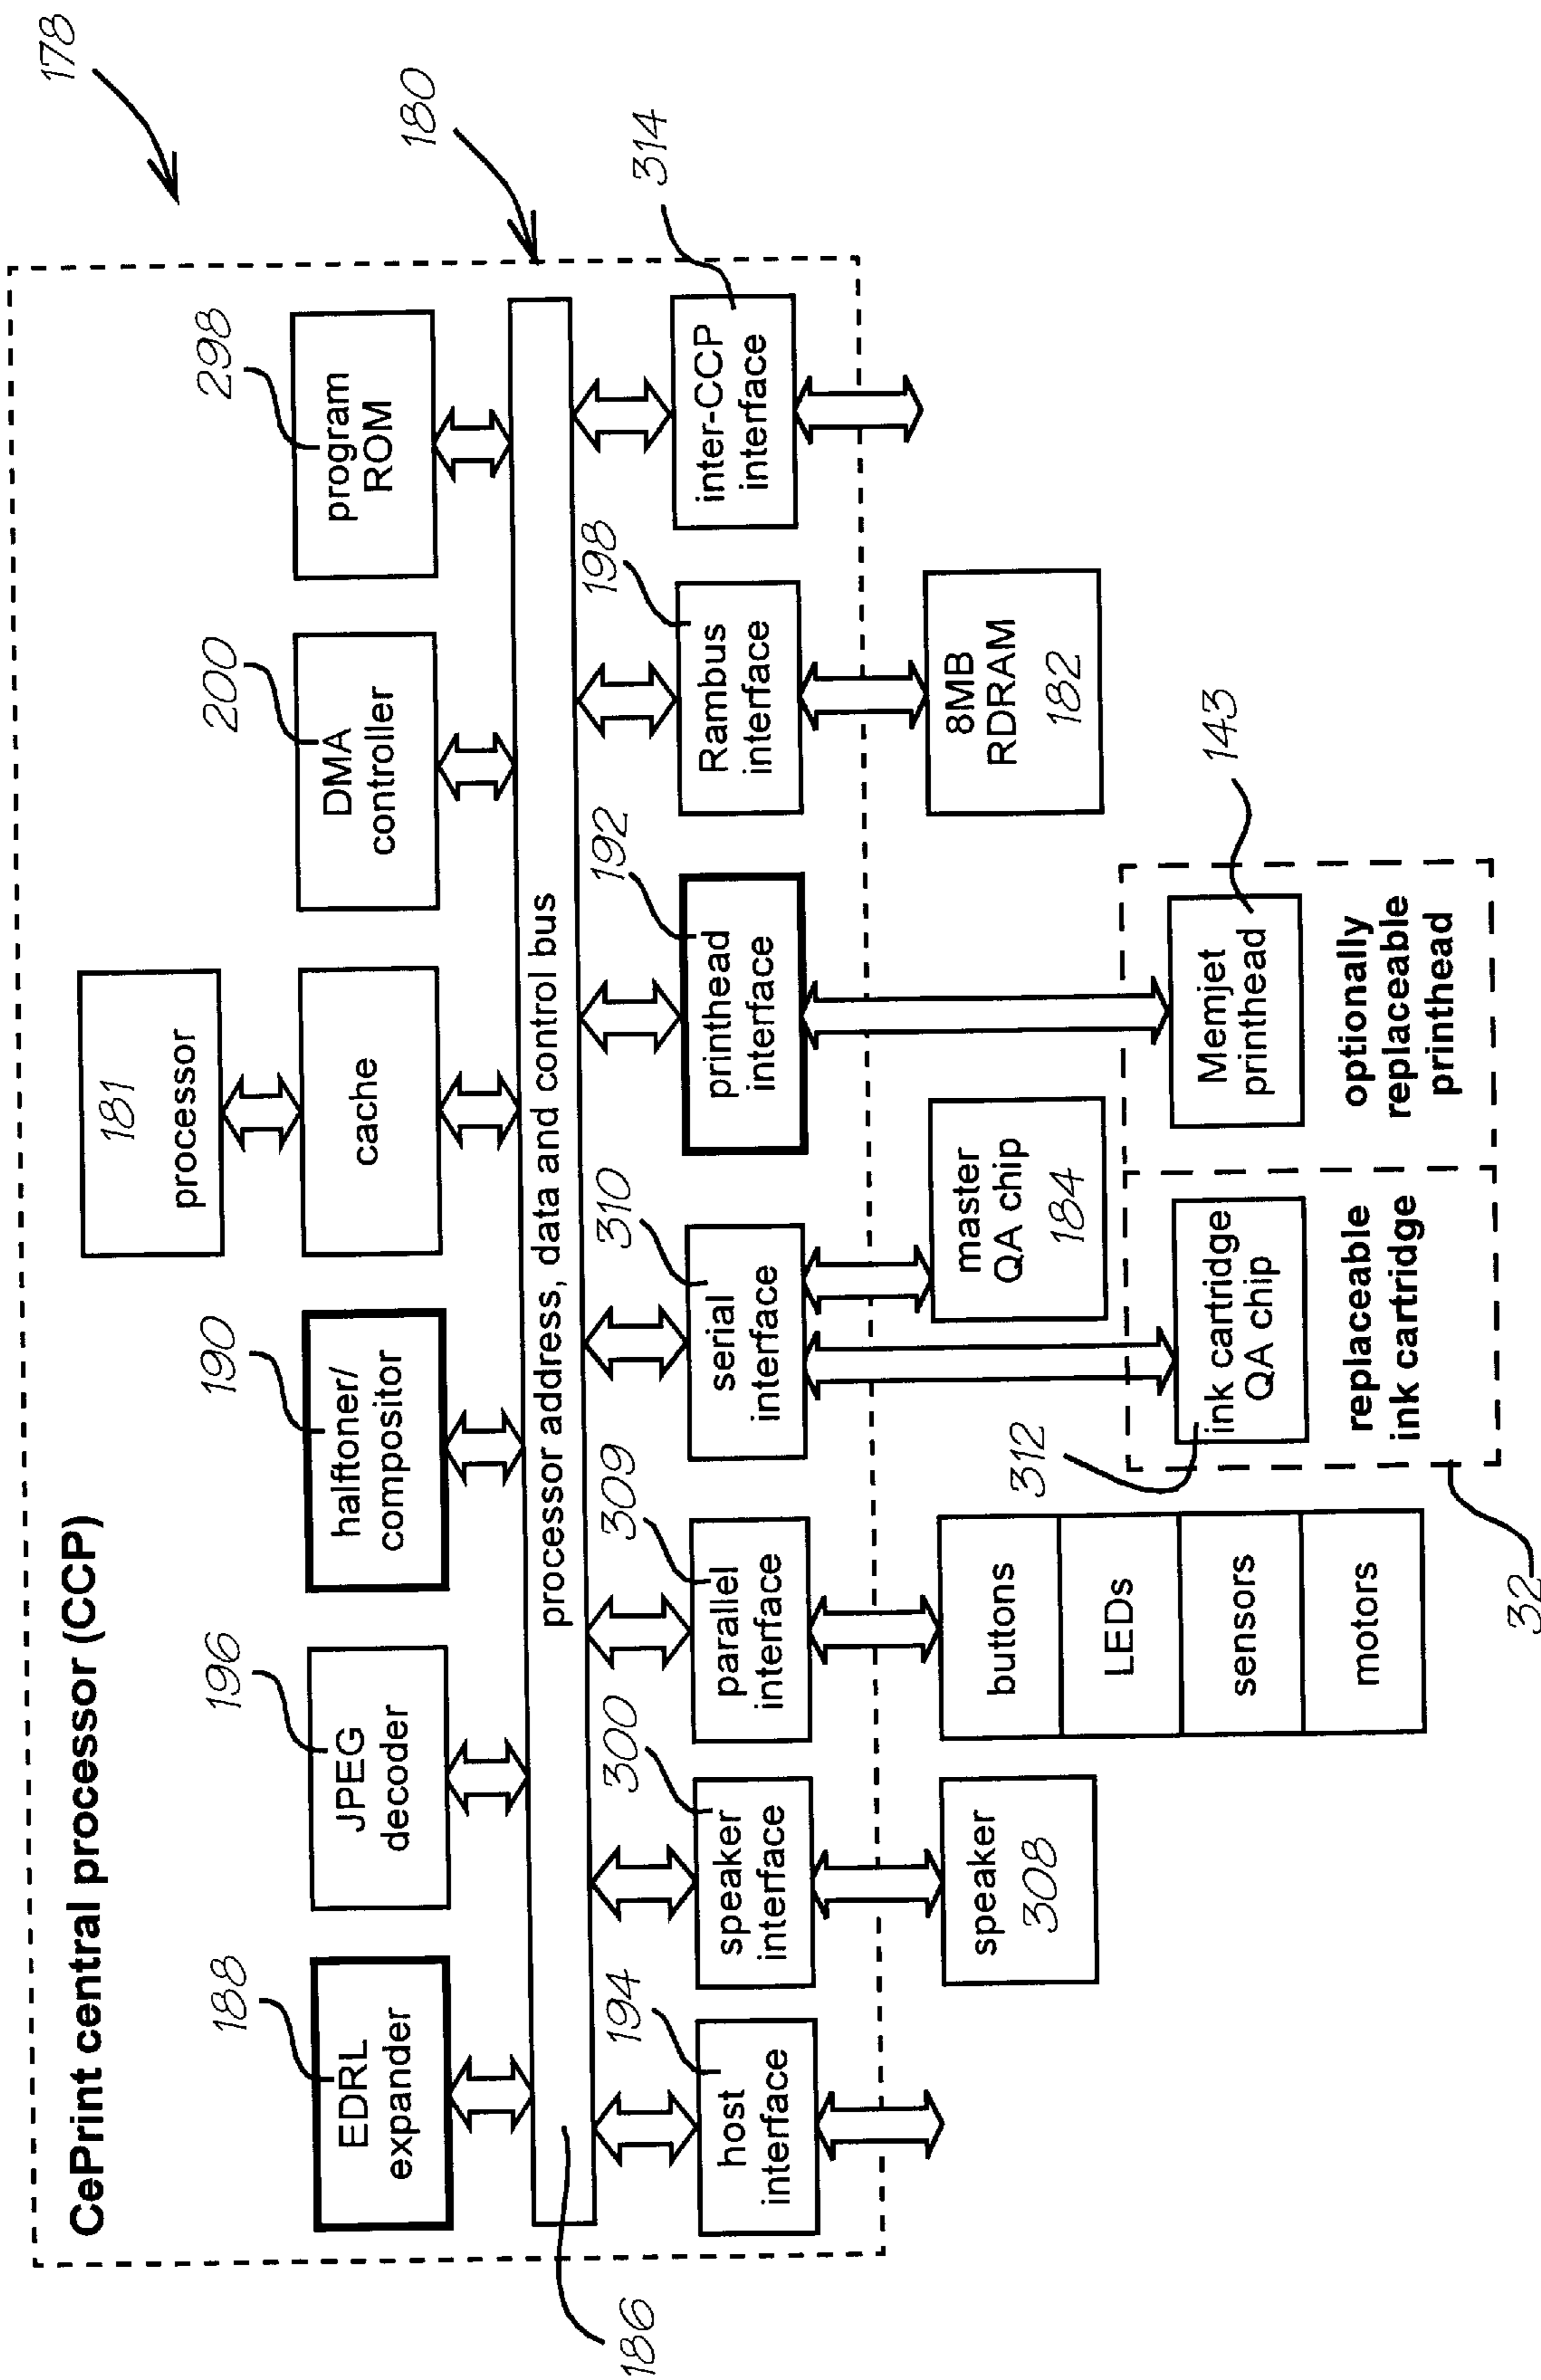 178
CePrint central processor (CCP)
180
181
processor
188
EDRL
expander
196
JPEG
decoder
190
halftoner/
compositor
cache
200
DMA
controller
298
program
ROM
processor address, data and control bus
186
194
host
interface
300
speaker
interface
309
parallel
interface
310
serial
interface
192
printhead
interface
198
Rambus
interface
314
inter-CCP
interface
speaker
308
buttons
LEDs
sensors
motors
master
QA chip
184
8MB
RDRAM
182
312
ink cartridge
QA chip
replaceable
ink cartridge
143
Memjet
printhead
optionally
replaceable
printhead
32